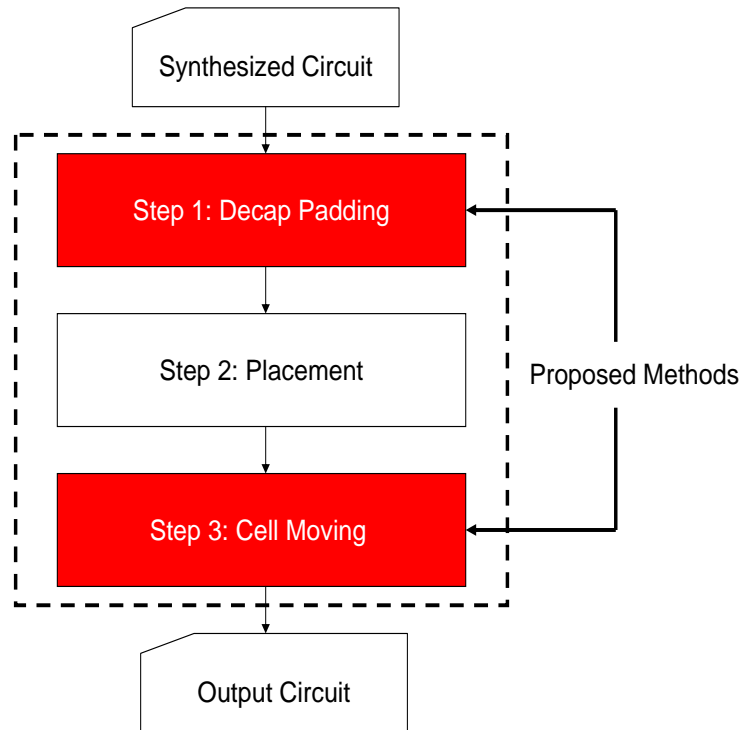 Synthesized Circuit
Step 1: Decap Padding
Step 2: Placement
Proposed Methods
Step 3: Cell Moving
Output Circuit